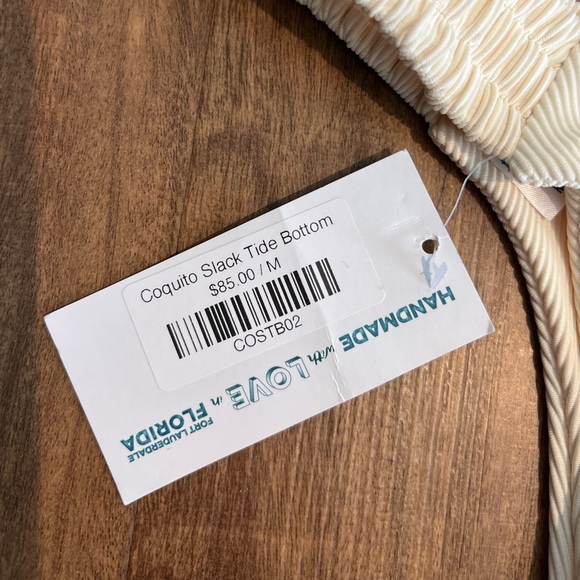 Coquito Slack Tide Bottom
$85.00 / M
COSTB02
HANDMADE with LOVE in
FORT LAUDERDALE
FLORIDA